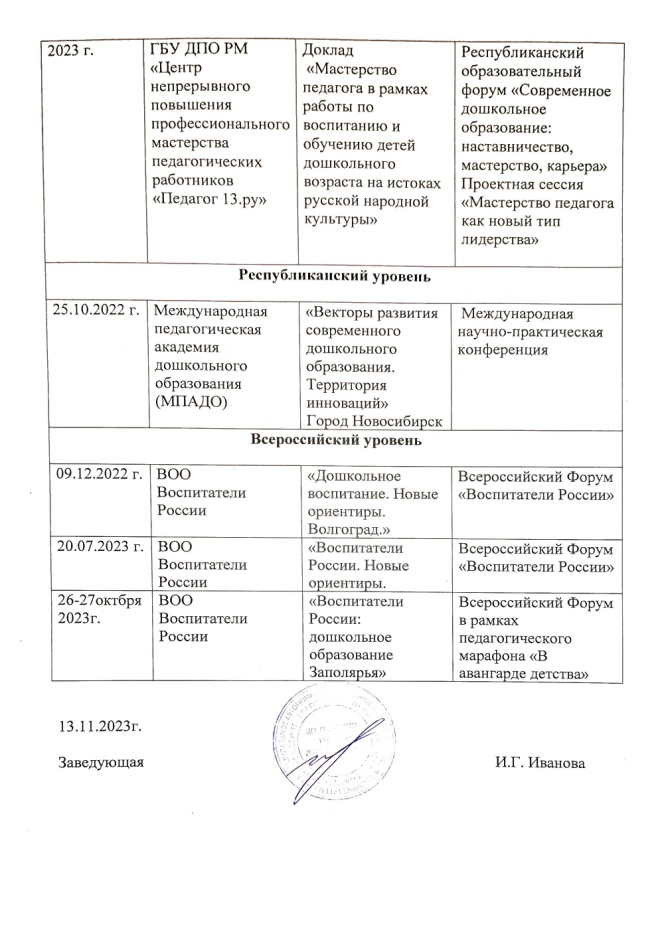 2023 г.
ГБУ ДПО РМ
«Центр
непрерывного
повышения
профессионального
мастерства
педагогических
работников
«Педагог 13.ру»
Доклад
«Мастерство
педагога в рамках
работы по
воспитанию и
обучению детей
дошкольного
возраста на истоках
русской народной
культуры»
Республиканский
образовательный
форум «Современное
дошкольное
образование:
наставничество,
мастерство, карьера»
Проектная сессия
«Мастерство педагога
как новый тип
лидерства»
Республиканский уровень
25.10.2022 г.
Международная
педагогическая
академия
дошкольного
образования
(МПАДО)
«Векторы развития
современного
дошкольного
образования.
Территория
инноваций»
Город Новосибирск
Международная
научно-практическая
конференция
Всероссийский уровень
09.12.2022 г.
ВОО
Воспитатели
России
«Дошкольное
воспитание. Новые
ориентиры.
Волгоград.»
Всероссийский Форум
«Воспитатели России»
20.07.2023 г.
ВОО
Воспитатели
России
«Воспитатели
России. Новые
ориентиры.
Всероссийский Форум
«Воспитатели России»
26-27октбря
2023г.
ВОО
Воспитатели
России
«Воспитатели
России:
дошкольное
образование
Заполярья»
Всероссийский Форум
в рамках
педагогического
марафона «В
авангарде детства»
13.11.2023г.
Заведующая
И.Г. Иванова